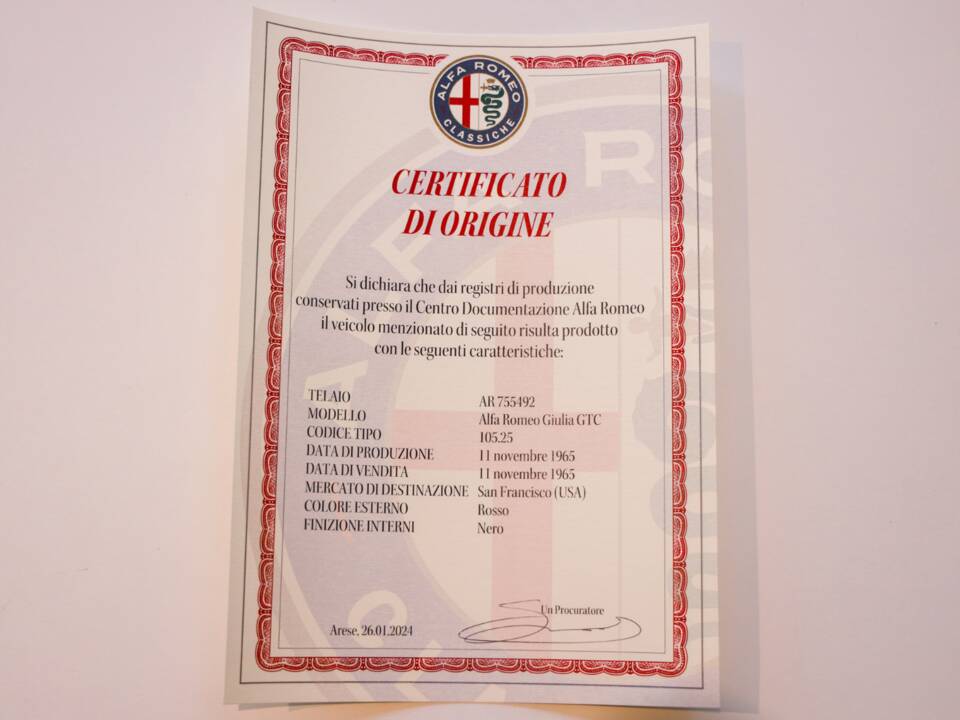 ALFA ROMEO
CLASSICHE
CERTIFICATO
DI ORIGINE
Si dichiara che dai registri di produzione
conservati presso il Centro Documentazione Alfa Romeo
il veicolo menzionato di seguito risulta prodotto
con le seguenti caratteristiche:
TELAIO AR 755492
MODELLO Alfa Romeo Giulia GTC
CODICE TIPO 105.25
DATA DI PRODUZIONE 11 novembre 1965
DATA DI VENDITA 11 novembre 1965
MERCATO DI DESTINAZIONE San Francisco (USA)
COLORE ESTERNO Rosso
FINIZIONE INTERNI Nero
Un Procuratore
Arese, 26.01.2024